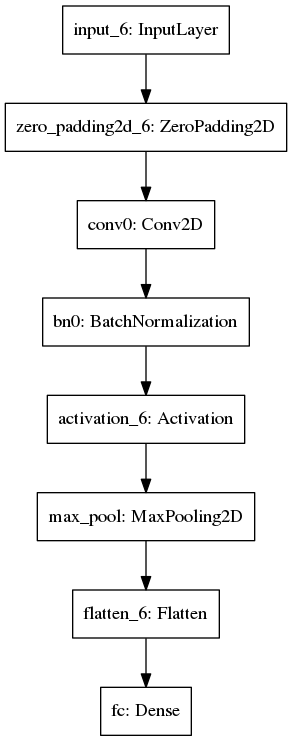 input_6: InputLayer
zero_padding2d_6: ZeroPadding2D
conv0: Conv2D
bn0: BatchNormalization
activation_6: Activation
max_pool: MaxPooling2D
flatten_6: Flatten
fc: Dense